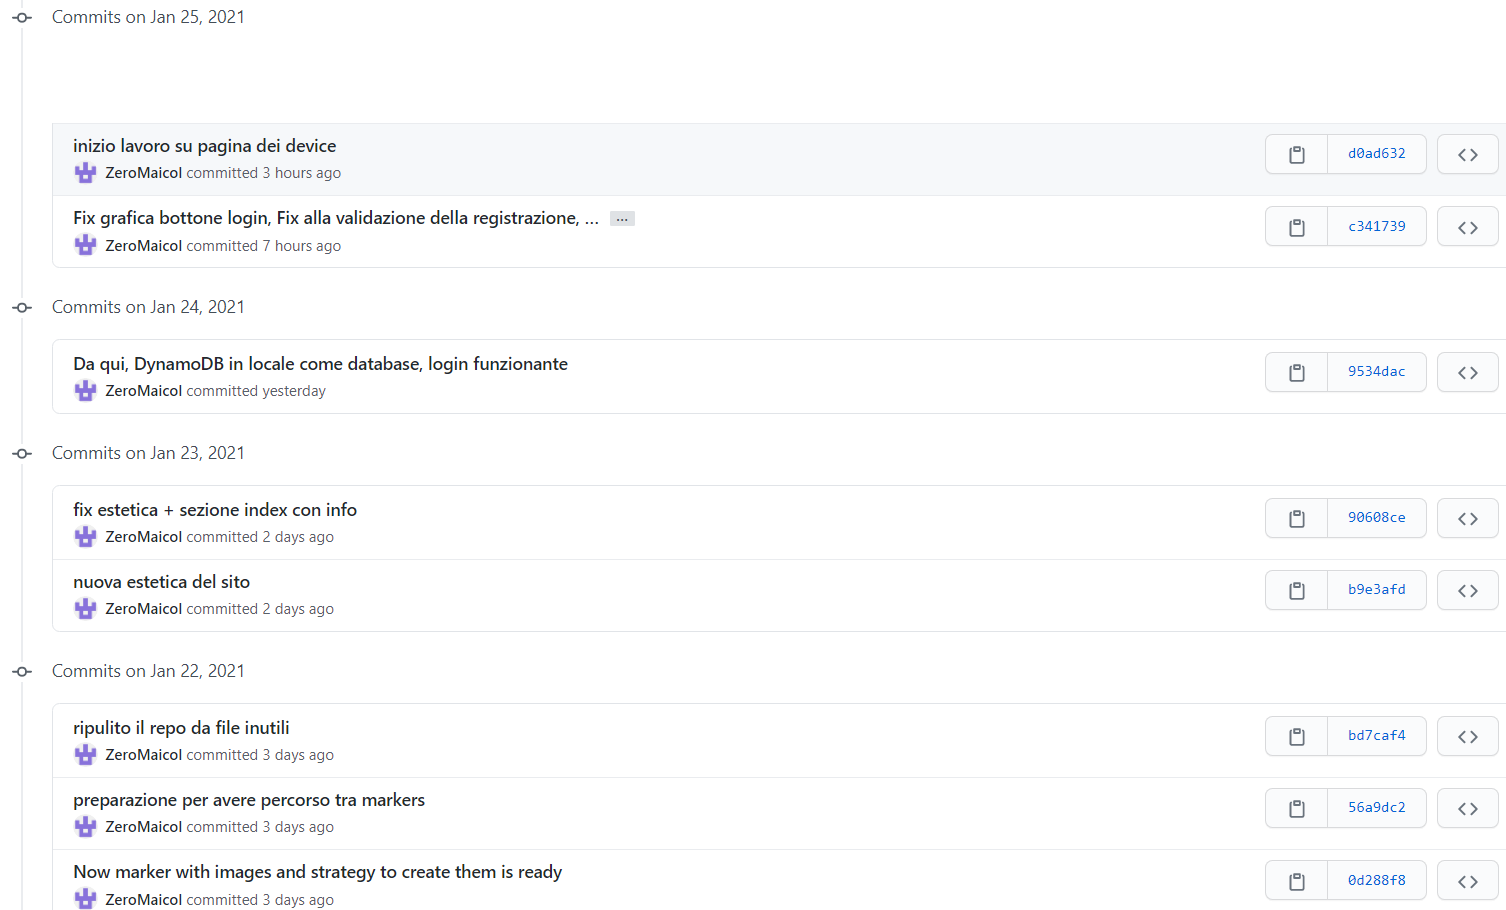 Commits on Jan 25, 2021
inizio lavoro su pagina dei device
ZeroMaicol committed 3 hours ago
d0ad632
Fix grafica bottone login, Fix alla validazione della registrazione, ... …
ZeroMaicol committed 7 hours ago
c341739
Commits on Jan 24, 2021
Da qui, DynamoDB in locale come database, login funzionante
ZeroMaicol committed yesterday
9534dac
Commits on Jan 23, 2021
fix estetica + sezione index con info
ZeroMaicol committed 2 days ago
90608ce
nuova estetica del sito
ZeroMaicol committed 2 days ago
b9e3afd
Commits on Jan 22, 2021
ripulito il repo da file inutili
ZeroMaicol committed 3 days ago
bd7caf4
preparazione per avere percorso tra markers
ZeroMaicol committed 3 days ago
56a9dc2
Now marker with images and strategy to create them is ready
ZeroMaicol committed 3 days ago
0d288f8